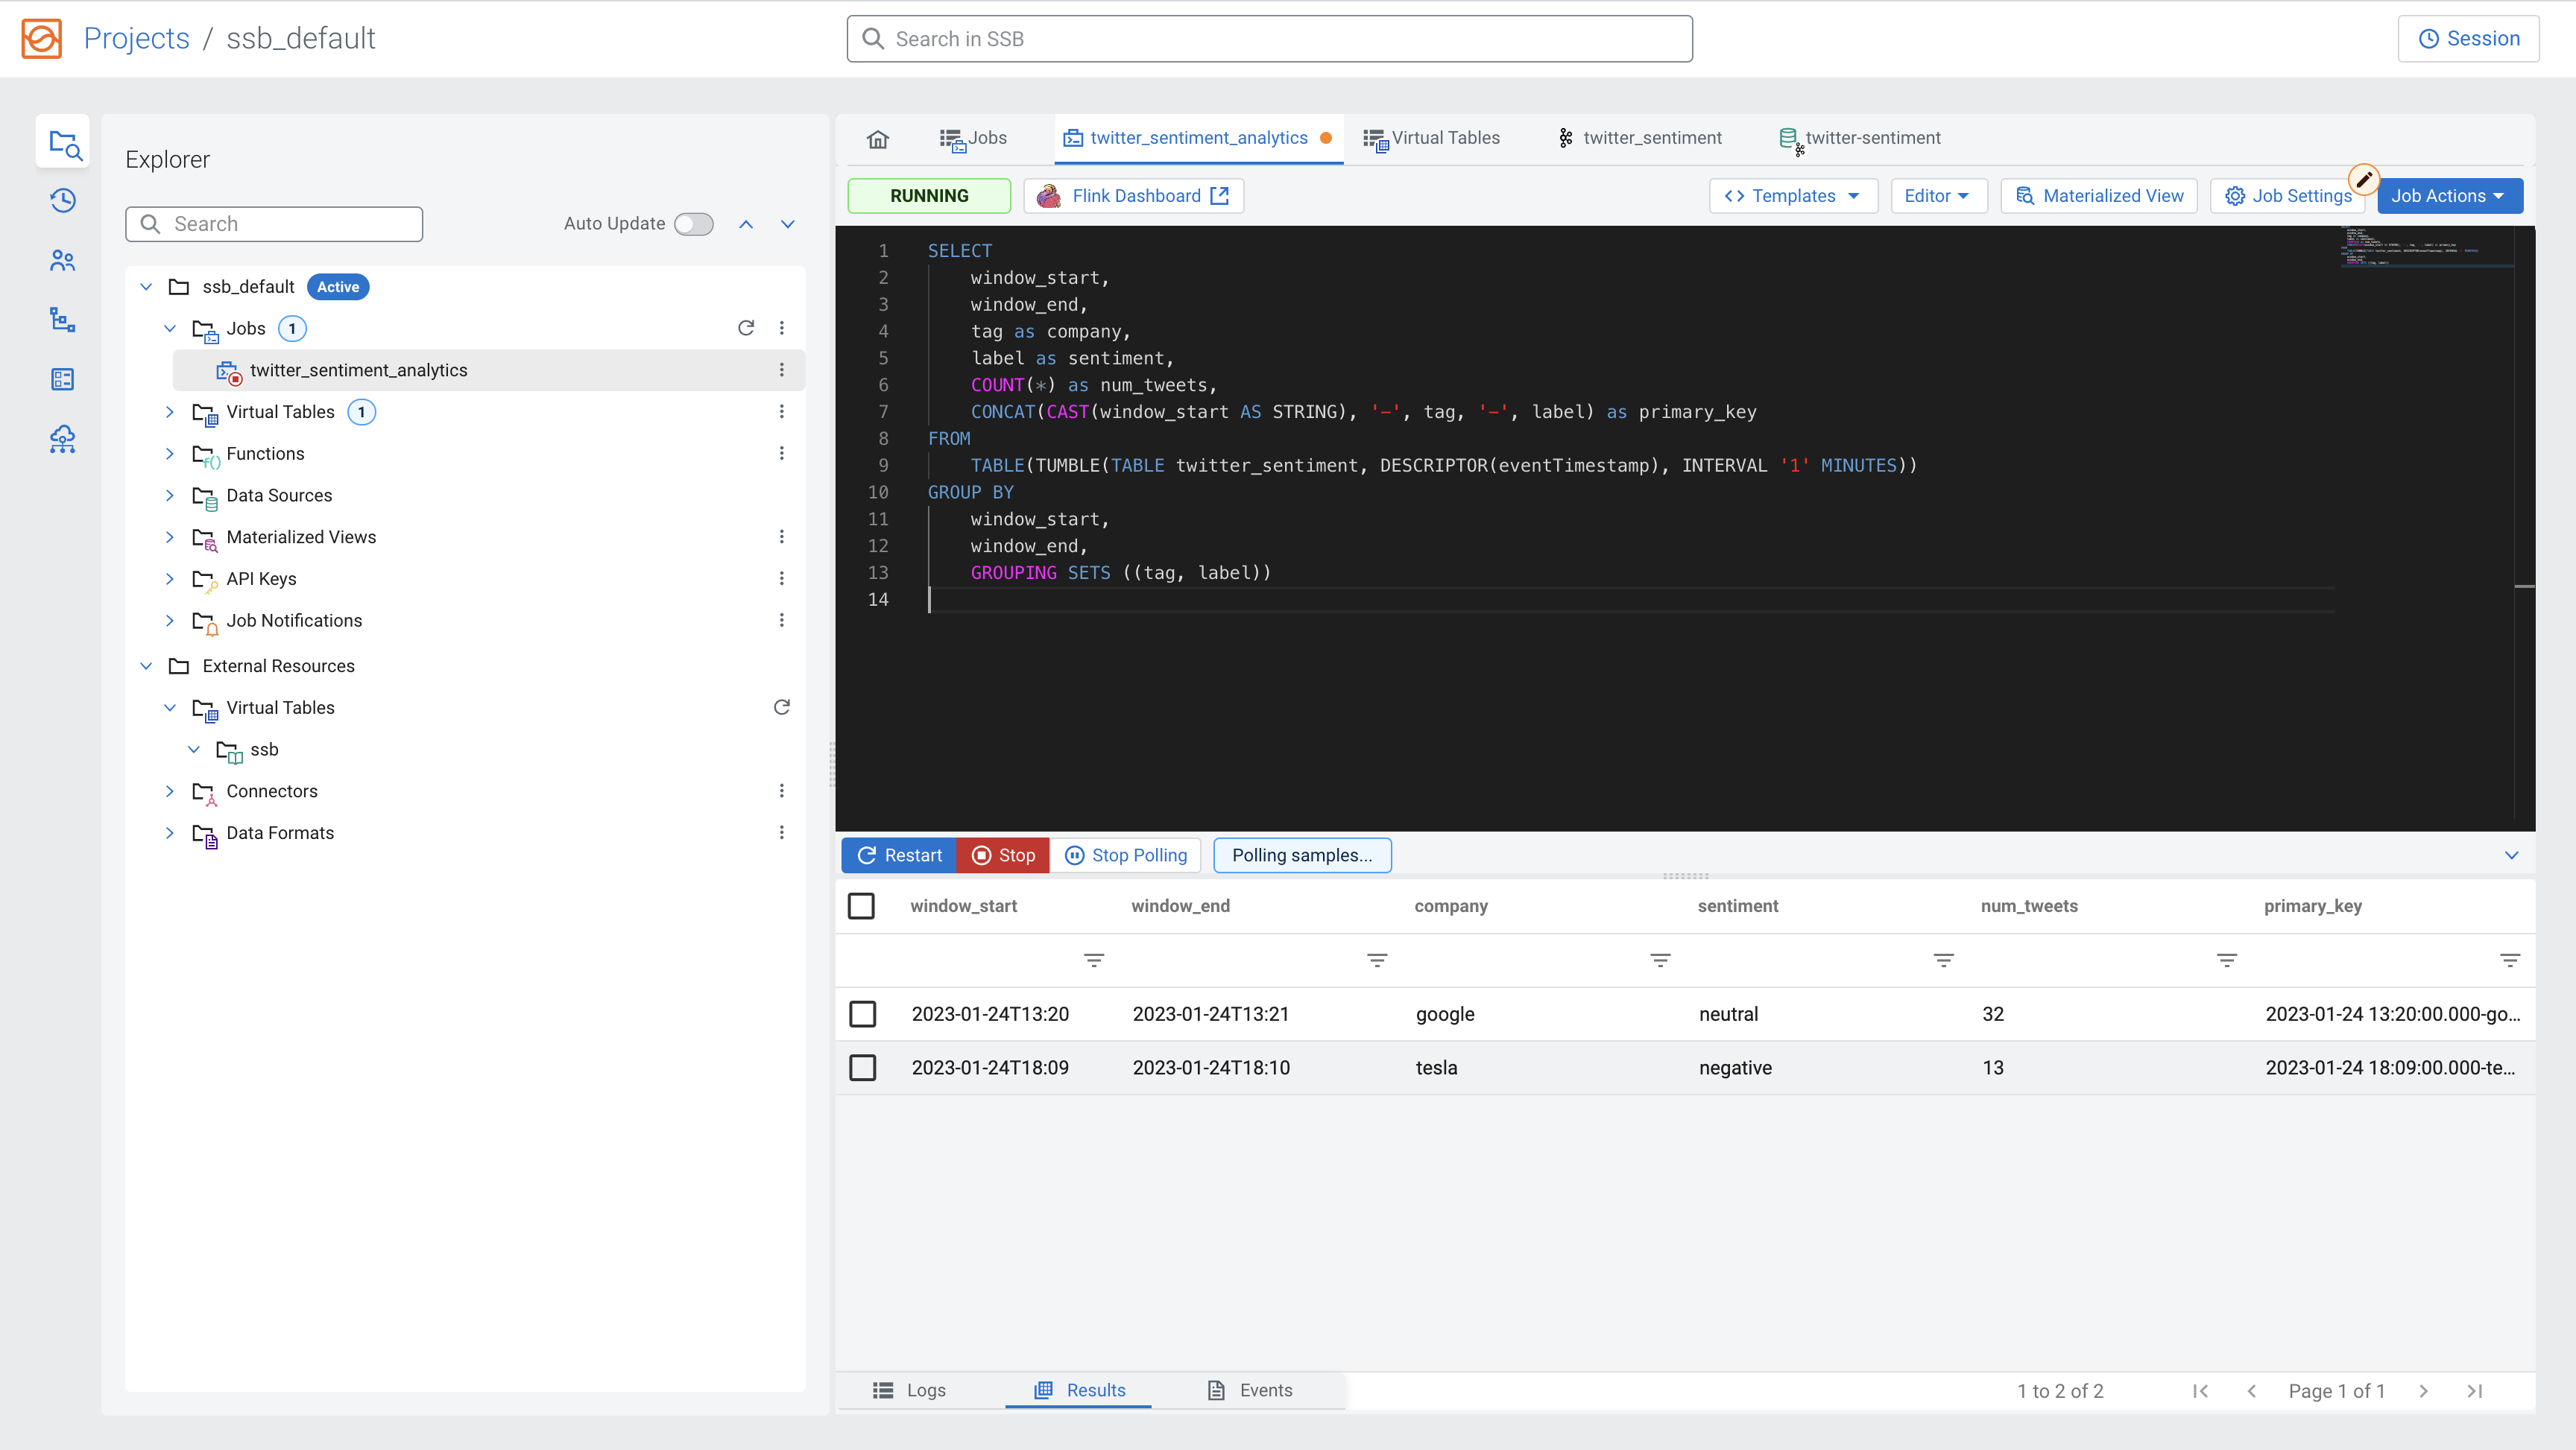 Projects / ssb_default
Search in SSB
Session
Explorer
Search
Auto Update
ssb_default Active
Jobs 1
twitter_sentiment_analytics
Virtual Tables 1
Functions
Data Sources
Materialized Views
API Keys
Job Notifications
External Resources
Virtual Tables
ssb
Connectors
Data Formats
Jobs twitter_sentiment_analytics Virtual Tables twitter_sentiment twitter-sentiment
RUNNING Flink Dashboard Templates Editor Materialized View Job Settings Job Actions
1 SELECT
2 window_start,
3 window_end,
4 tag as company,
5 label as sentiment,
6 COUNT(*) as num_tweets,
7 CONCAT(CAST(window_start AS STRING), '-', tag, '-', label) as primary_key
8 FROM
9 TABLE(TUMBLE(TABLE twitter_sentiment, DESCRIPTOR(eventTimestamp), INTERVAL '1' MINUTES))
10 GROUP BY
11 window_start,
12 window_end,
13 GROUPING SETS ((tag, label))
14
Restart Stop Stop Polling Polling samples...
window_start window_end company sentiment num_tweets primary_key
2023-01-24T13:20 2023-01-24T13:21 google neutral 32 2023-01-24 13:20:00.000-go...
2023-01-24T18:09 2023-01-24T18:10 tesla negative 13 2023-01-24 18:09:00.000-te...
Logs Results Events 1 to 2 of 2 Page 1 of 1